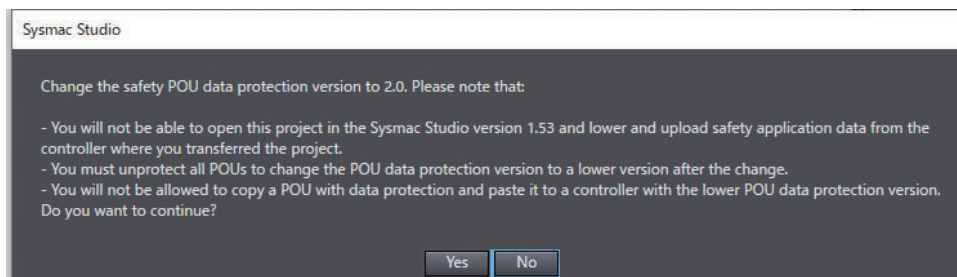 Sysmac Studio
Change the safety POU data protection version to 2.0. Please note that:
- You will not be able to open this project in the Sysmac Studio version 1.53 and lower and upload safety application data from the
controller where you transferred the project.
- You must unprotect all POUs to change the POU data protection version to a lower version after the change.
- You will not be allowed to copy a POU with data protection and paste it to a controller with the lower POU data protection version.
Do you want to continue?
Yes No